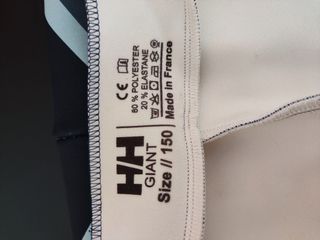 HH
GIANT
Size // 150
CE
80 % POLYESTER
20 % ELASTANE
Made in France